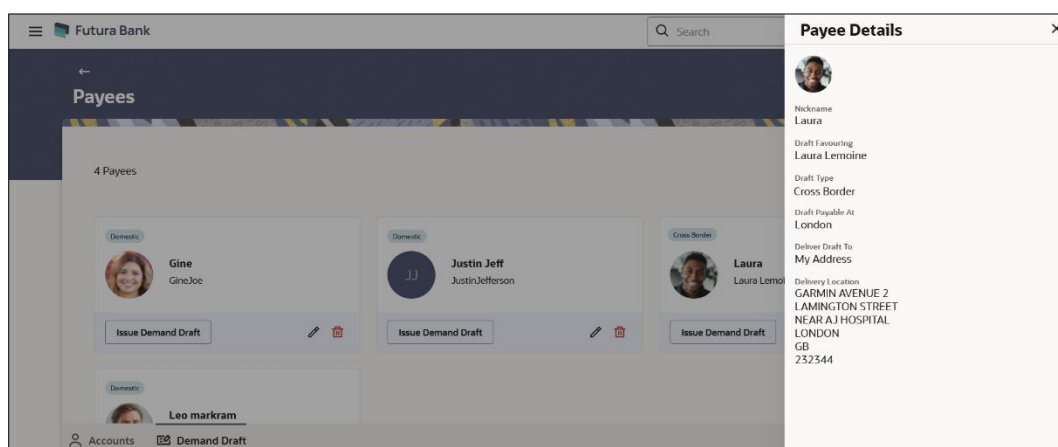 Futura Bank
Search
Payees
4 Payees
Domestic
Gine
GineJoe
Issue Demand Draft
Domestic
JJ
Justin Jeff
JustinJefferson
Issue Demand Draft
Cross Border
Laura
Laura Lemoi
Issue Demand Draft
Domestic
Leo markram
Accounts
Demand Draft
Payee Details
Nickname
Laura
Draft Favouring
Laura Lemoine
Draft Type
Cross Border
Draft Payable At
London
Deliver Draft To
My Address
Delivery Location
GARMIN AVENUE 2
LAMINGTON STREET
NEAR AJ HOSPITAL
LONDON
GB
232344